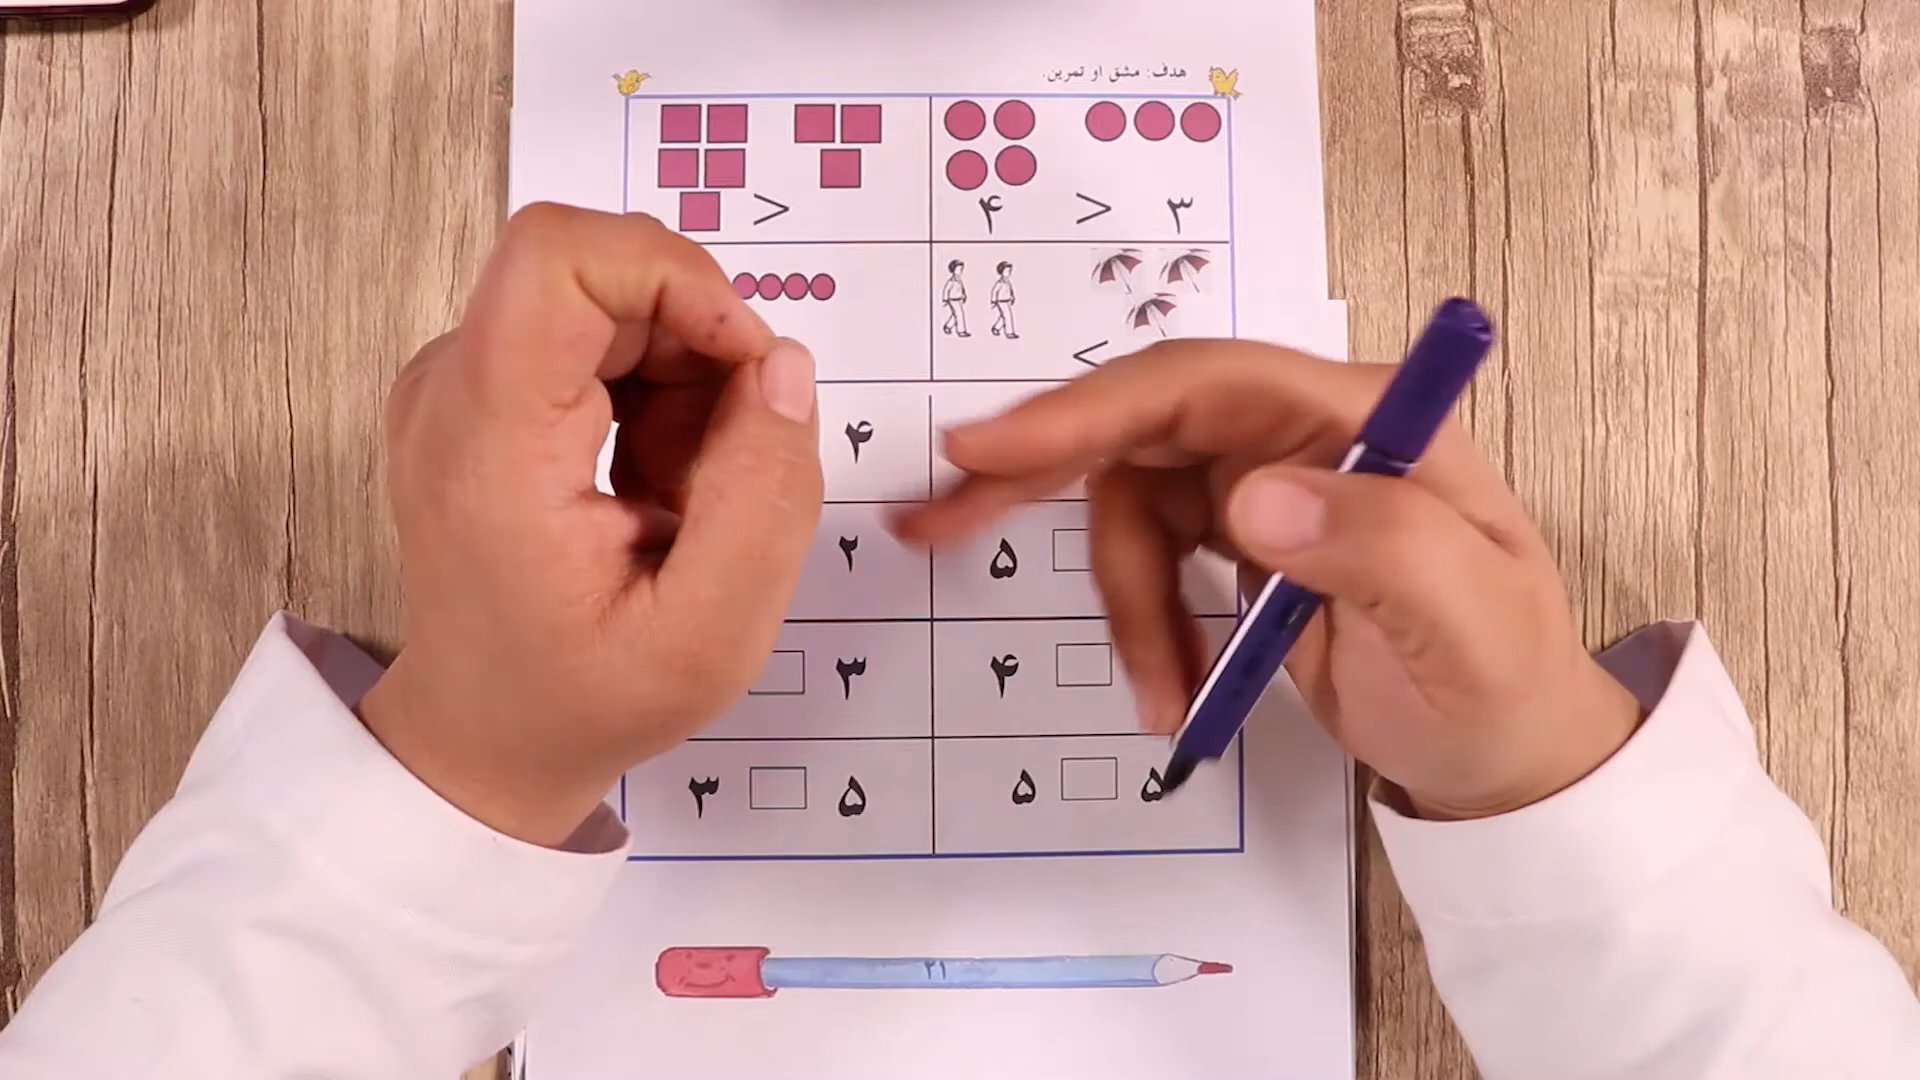 هدف: مشق او تمرین.
۴ > ۳
>
<
۴
۵ □
۲
۴ □
□ ۳
۵ □ ۵
۳ □ ۵
۲۱